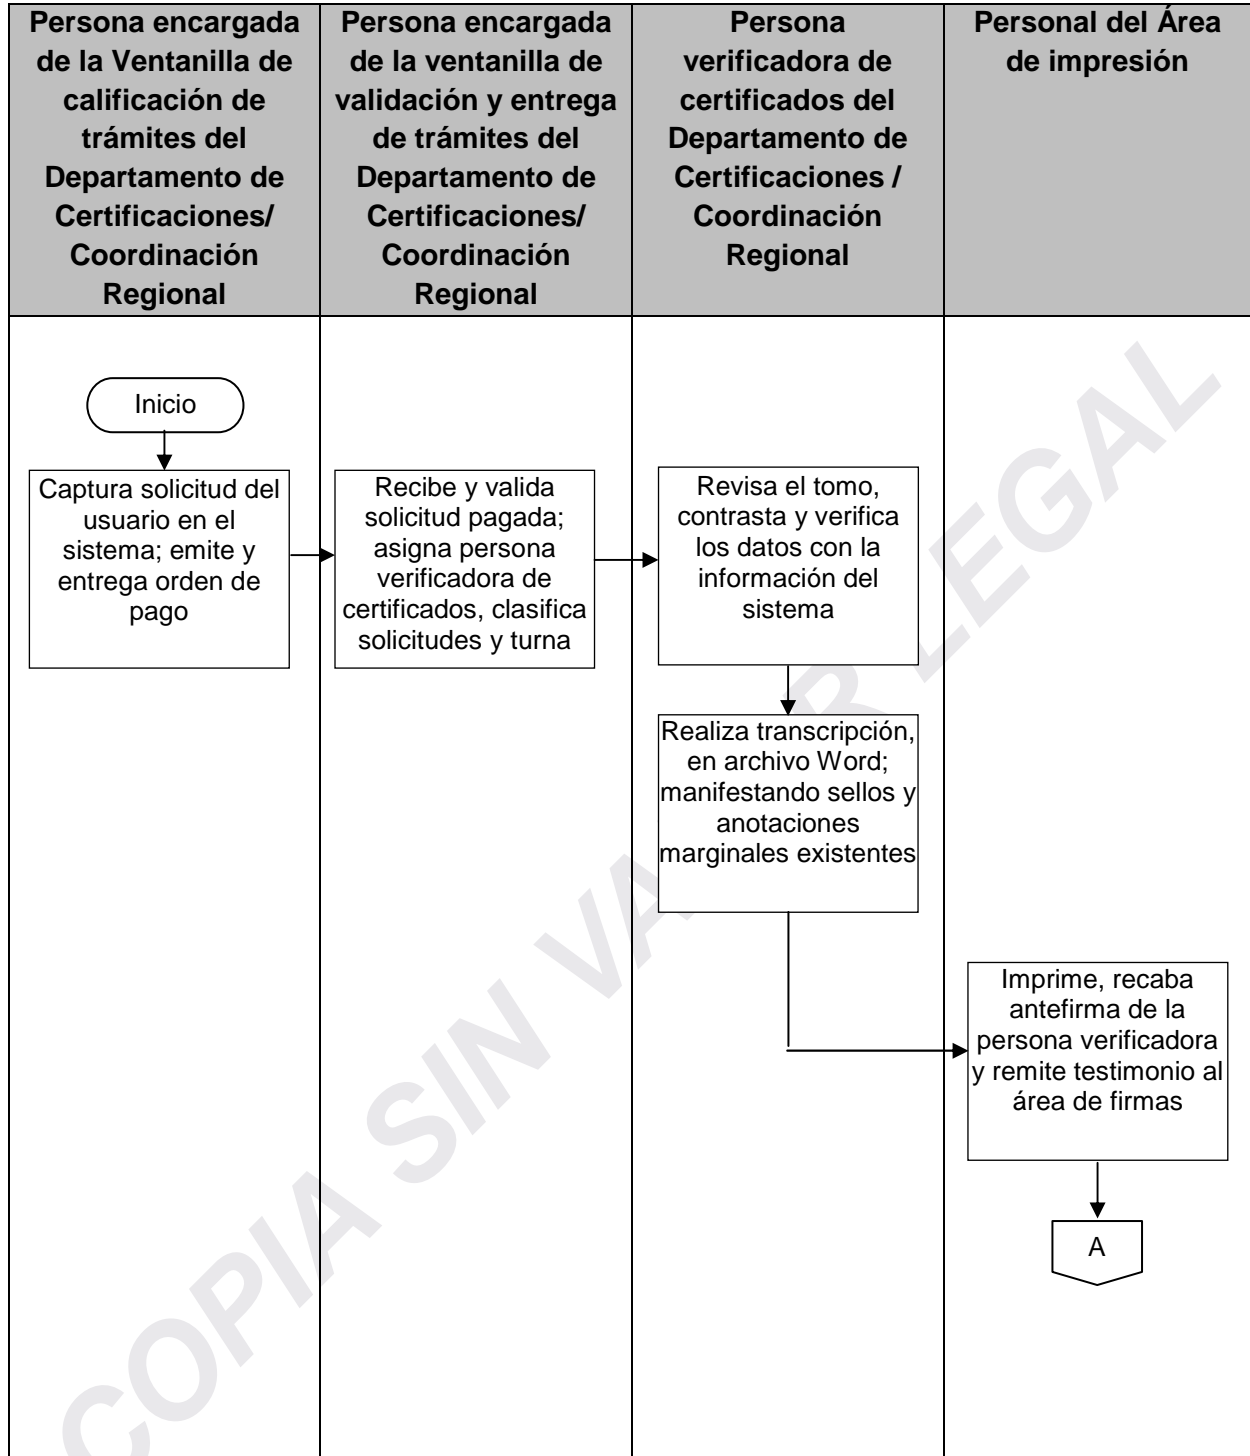 Persona encargada
de la Ventanilla de
calificación de
trámites del
Departamento de
Certificaciones/
Coordinación
Regional
Persona encargada
de la ventanilla de
validación y entrega
de trámites del
Departamento de
Certificaciones/
Coordinación
Regional
Persona
verificadora de
certificados del
Departamento de
Certificaciones /
Coordinación
Regional
Personal del Área
de impresión
Inicio
Captura solicitud del
usuario en el
sistema; emite y
entrega orden de
pago
Recibe y valida
solicitud pagada;
asigna persona
verificadora de
certificados, clasifica
solicitudes y turna
Revisa el tomo,
contrasta y verifica
los datos con la
información del
sistema
Realiza transcripción,
en archivo Word;
manifestando sellos y
anotaciones
marginales existentes
Imprime, recaba
antefirma de la
persona verificadora
y remite testimonio al
área de firmas
A
COPIA SIN VALOR LEGAL